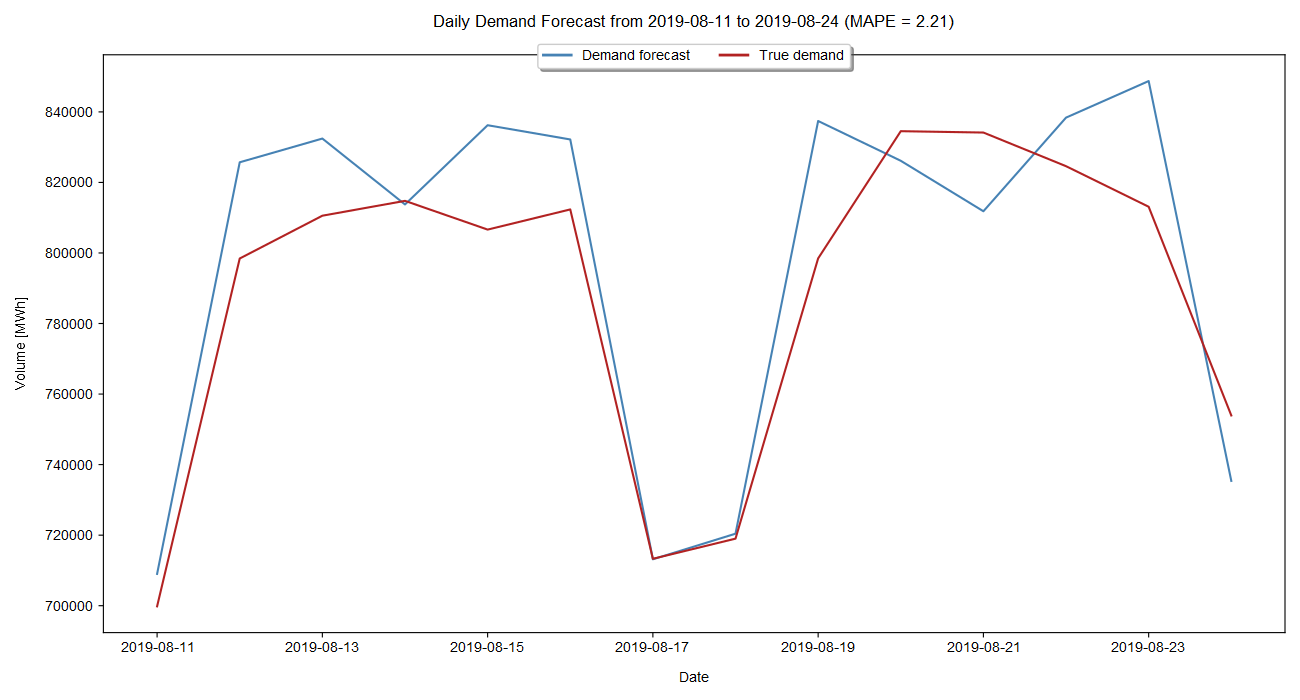 Daily Demand Forecast from 2019-08-11 to 2019-08-24 (MAPE = 2.21)
Demand forecast True demand
840000
820000
800000
780000
760000
740000
720000
700000
Volume [MWh]
2019-08-11 2019-08-13 2019-08-15 2019-08-17 2019-08-19 2019-08-21 2019-08-23
Date